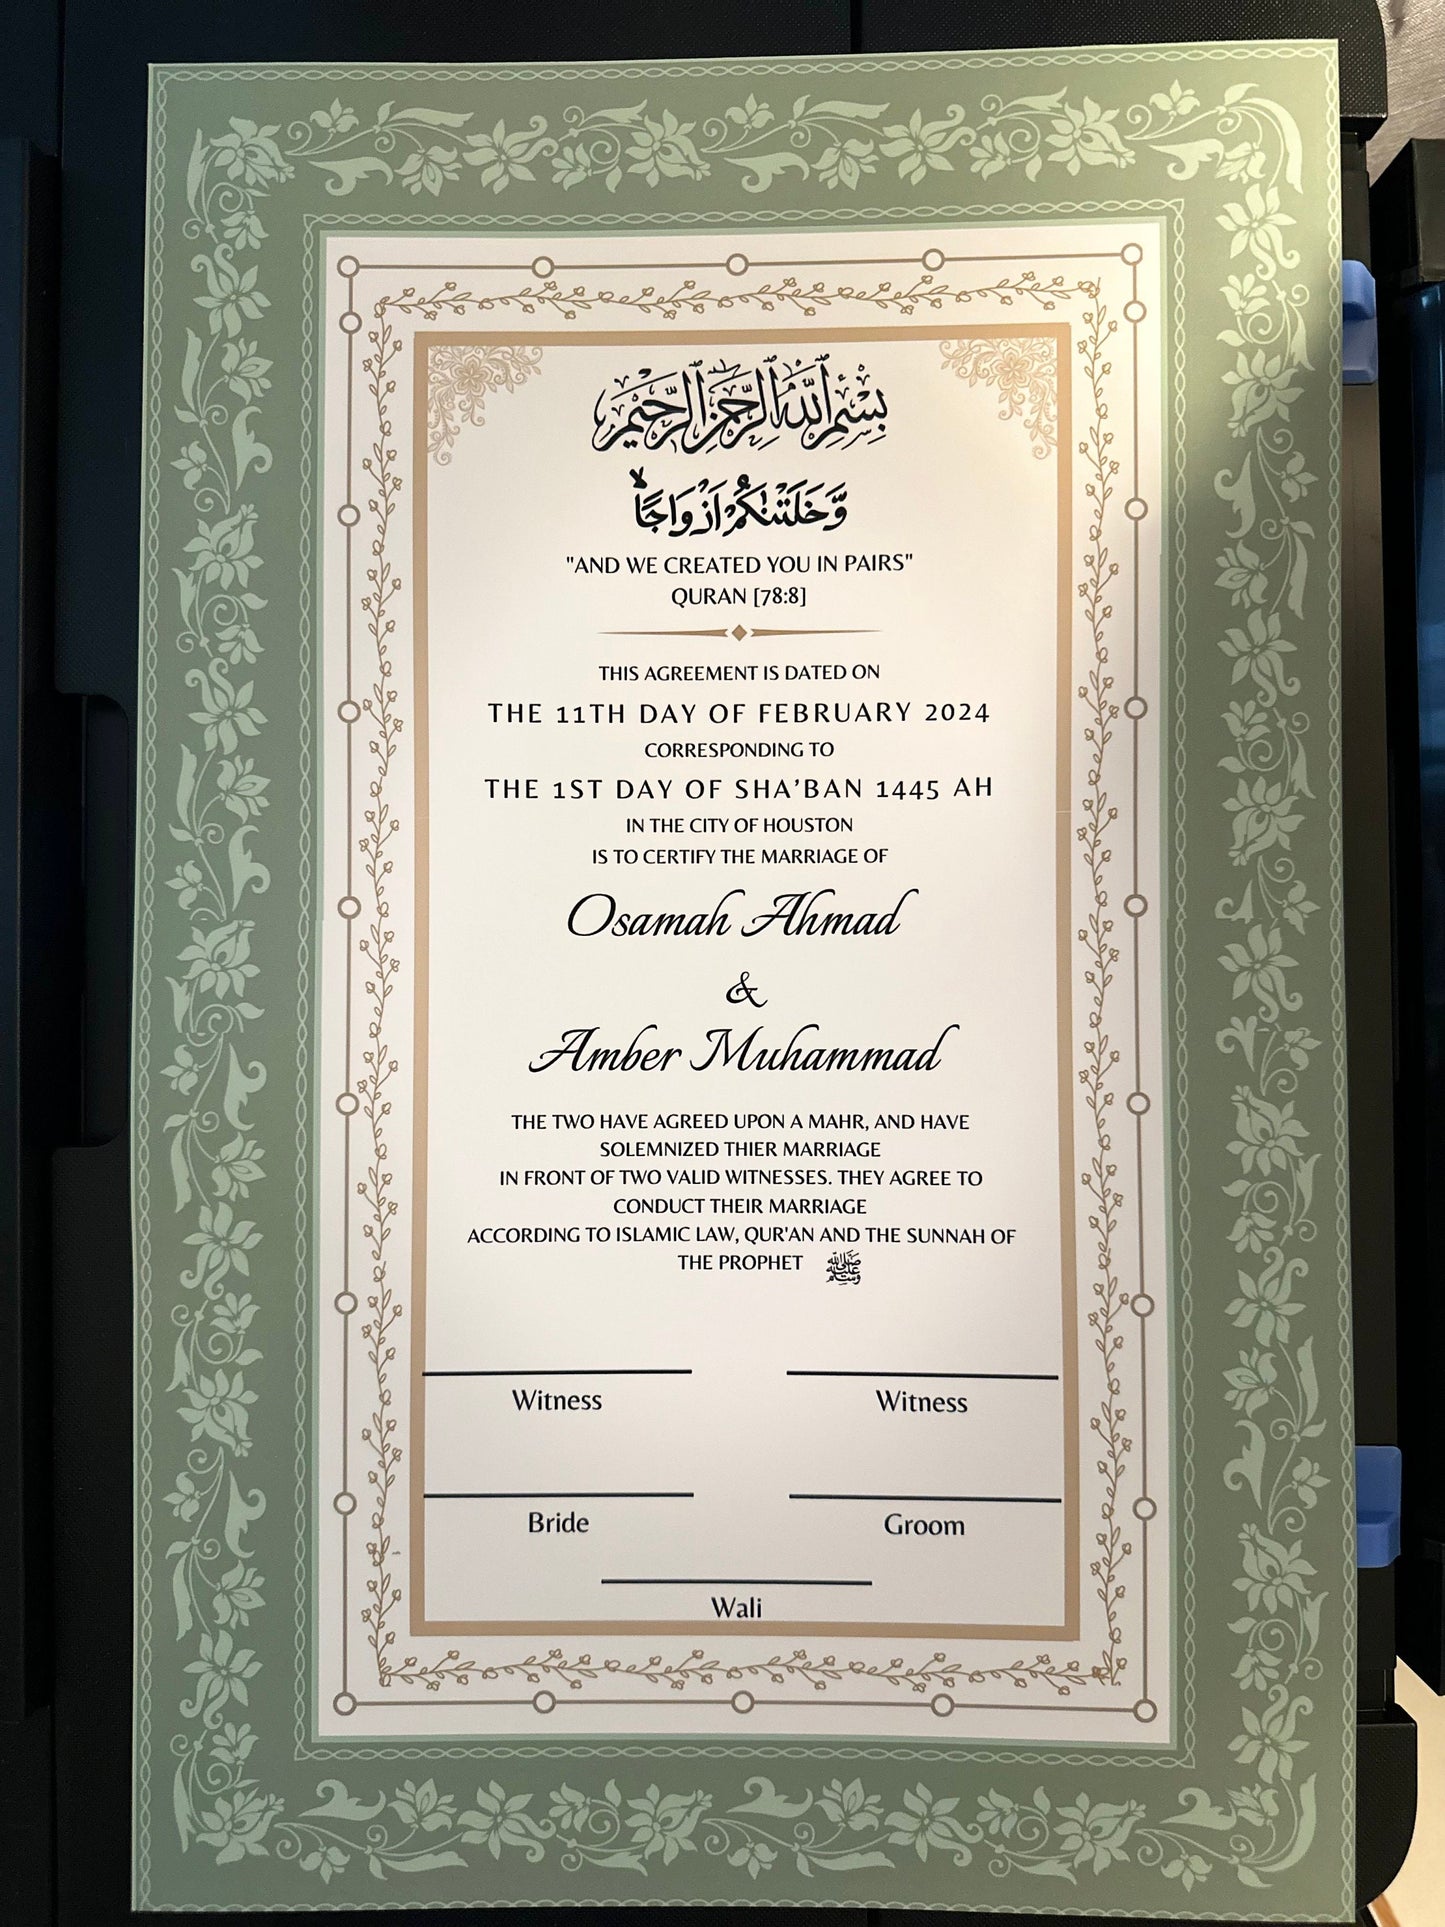 بِسْمِ ٱللَّهِ ٱلرَّحْمَٰنِ ٱلرَّحِيمِ
وَّخَلَقْنٰكُمْ اَزْوَاجًاۙ
"AND WE CREATED YOU IN PAIRS"
QURAN [78:8]
THIS AGREEMENT IS DATED ON
THE 11TH DAY OF FEBRUARY 2024
CORRESPONDING TO
THE 1ST DAY OF SHA’BAN 1445 AH
IN THE CITY OF HOUSTON
IS TO CERTIFY THE MARRIAGE OF
Osamah Ahmad
&
Amber Muhammad
THE TWO HAVE AGREED UPON A MAHR, AND HAVE
SOLEMNIZED THIER MARRIAGE
IN FRONT OF TWO VALID WITNESSES. THEY AGREE TO
CONDUCT THEIR MARRIAGE
ACCORDING TO ISLAMIC LAW, QUR'AN AND THE SUNNAH OF
THE PROPHET ﷺ
Witness Witness
Bride Groom
Wali